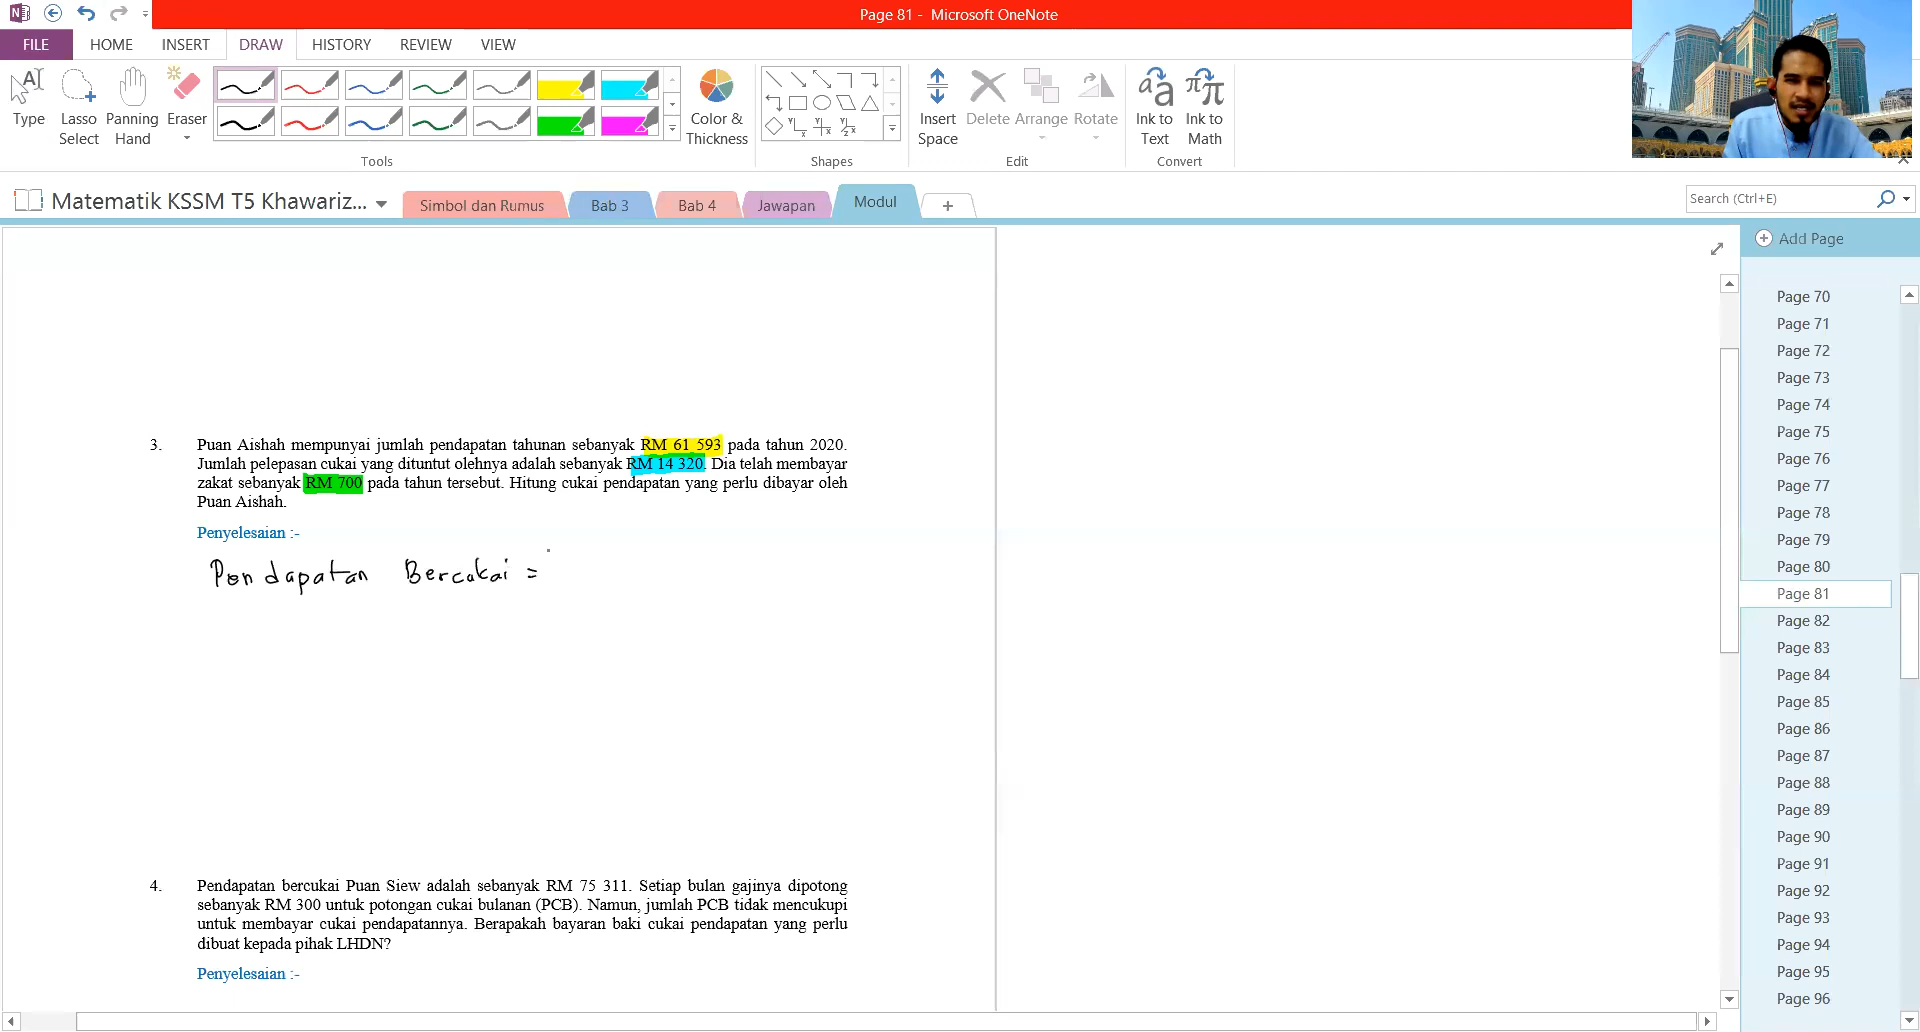 Page 81 - Microsoft OneNote
FILE HOME INSERT DRAW HISTORY REVIEW VIEW
Type
Lasso Select
Panning Hand
Eraser
Color & Thickness
Insert Space
Delete
Arrange
Rotate
Ink to Text
Ink to Math
Tools
Shapes
Edit
Convert
Matematik KSSM T5 Khawariz...
Simbol dan Rumus
Bab 3
Bab 4
Jawapan
Modul
Search (Ctrl+E)
Add Page
3. Puan Aishah mempunyai jumlah pendapatan tahunan sebanyak RM 61 593 pada tahun 2020.
Jumlah pelepasan cukai yang dituntut olehnya adalah sebanyak RM 14 320. Dia telah membayar
zakat sebanyak RM 700 pada tahun tersebut. Hitung cukai pendapatan yang perlu dibayar oleh
Puan Aishah.
Penyelesaian :-
Pendapatan Bercukai =
4. Pendapatan bercukai Puan Siew adalah sebanyak RM 75 311. Setiap bulan gajinya dipotong
sebanyak RM 300 untuk potongan cukai bulanan (PCB). Namun, jumlah PCB tidak mencukupi
untuk membayar cukai pendapatannya. Berapakah bayaran baki cukai pendapatan yang perlu
dibuat kepada pihak LHDN?
Penyelesaian :-
Page 70
Page 71
Page 72
Page 73
Page 74
Page 75
Page 76
Page 77
Page 78
Page 79
Page 80
Page 81
Page 82
Page 83
Page 84
Page 85
Page 86
Page 87
Page 88
Page 89
Page 90
Page 91
Page 92
Page 93
Page 94
Page 95
Page 96